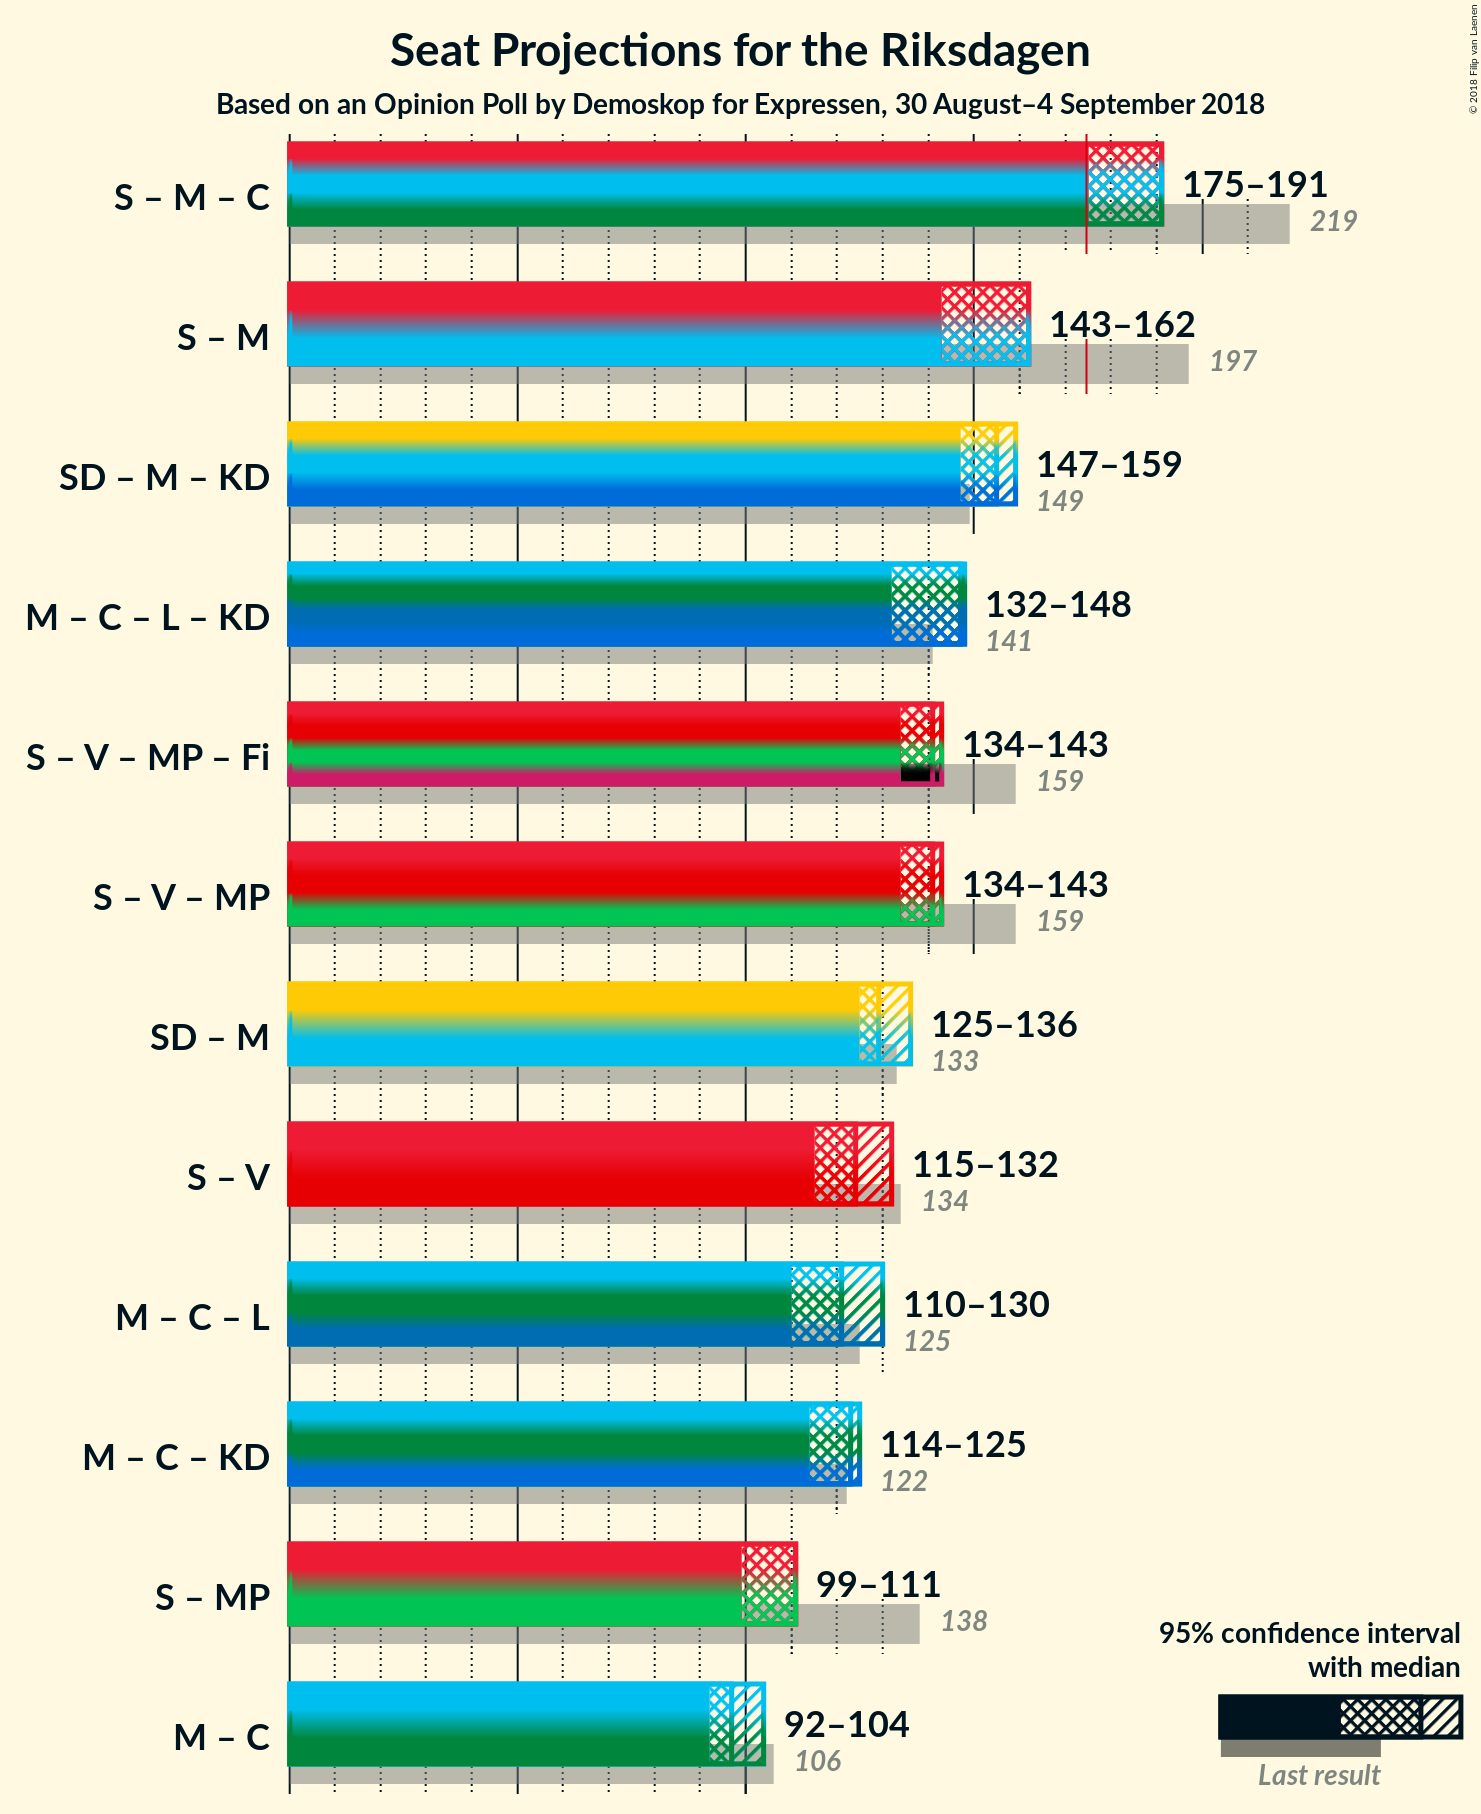 Seat Projections for the Riksdagen
Based on an Opinion Poll by Demoskop for Expressen, 30 August–4 September 2018
© 2018 Filip van Laenen
S – M – C
175–191
219
S – M
143–162
197
SD – M – KD
147–159
149
M – C – L – KD
132–148
141
S – V – MP – Fi
134–143
159
S – V – MP
134–143
159
SD – M
125–136
133
S – V
115–132
134
M – C – L
110–130
125
M – C – KD
114–125
122
S – MP
99–111
138
M – C
92–104
106
95% confidence interval
with median
Last result